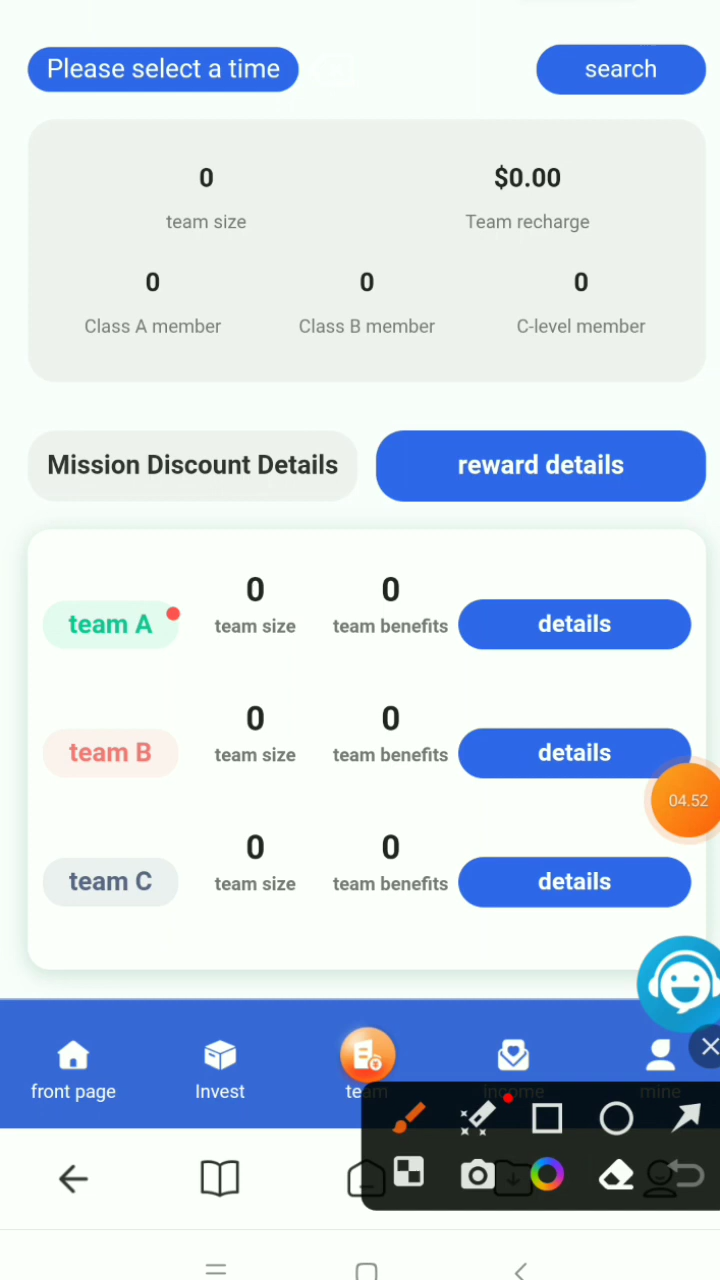 Please select a time
search
0
$0.00
team size
Team recharge
0
0
0
Class A member
Class B member
C-level member
Mission Discount Details
reward details
0
0
team A
team size
team benefits
details
0
0
team B
team size
team benefits
details
04.52
0
0
team C
team size
team benefits
details
front page
Invest
team
income
mine